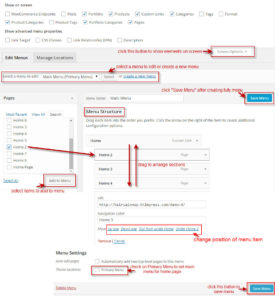 Show on screen
WooCommerce Endpoints Posts Portfolio Products Custom Links Categories Tags Format
Product Categories Product Tags Portfolio Categories Pages
Show advanced menu properties
Link Target CSS Classes Link Relationship (XFN) Description
click this button to show elements on screen
Screen Options
select a menu to edit or create a new menu
Edit Menus Manage Locations
Select a menu to edit: Main Menu (Primary Menu) Select or create a new menu
click "Save Menu" after creating fully menu
Pages
Menu Name Main Menu
Save Menu
Most Recent View All Search
Menu Structure
Drag each item into the order you prefer. Click the arrow on the right of the item to reveal additional
configuration options.
Home 6
Home 5
Home 4
Home 3
Home 2
Home Page
Home Custom Link
Home 2 Page
drag to arrange sections
Home 3 Page
Home 4 Page
Select All Add to Menu
select items to add to menu
URL
Navigation Label
Home 5
Move Up one Down one Out from under Home Under Home 4
change position of menu item
Remove | Cancel
Menu Settings
Auto add pages Automatically add new top-level pages to this menu
check on Primary Menu to set main
menu for home page
Theme locations Primary Menu
click this button to
save menu
Delete Menu
Save Menu